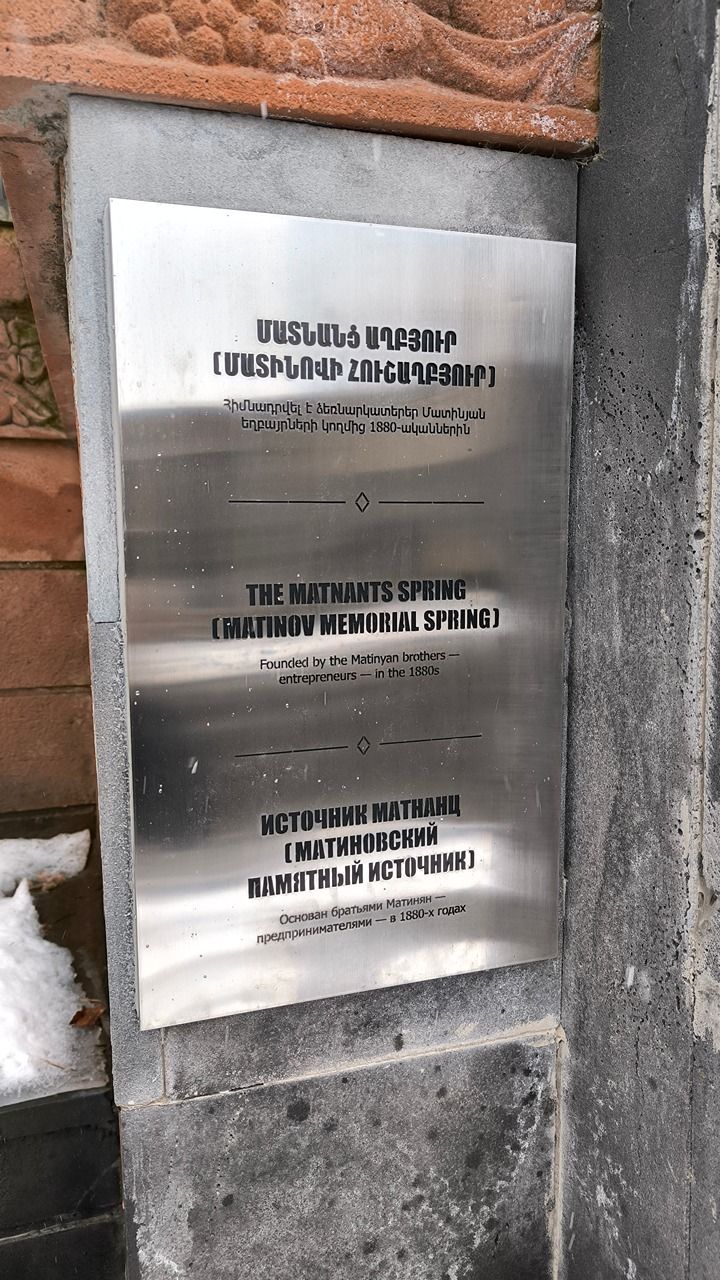 ՄԱՏՆԱՆՑ ԱՂԲՅՈՒՐ
(ՄԱՏԻՆՈՎԻ ՀՈՒՇԱՂԲՅՈՒՐ)
Հիմնադրվել է ձեռնարկատերեր Մատինյան
եղբայրների կողմից 1880-ականներին
THE MATNANTS SPRING
(MATINOV MEMORIAL SPRING)
Founded by the Matinyan brothers —
entrepreneurs — in the 1880s
ИСТОЧНИК МАТНАНЦ
(МАТИНОВСКИЙ
ПАМЯТНЫЙ ИСТОЧНИК)
Основан братьями Матинян —
предпринимателями — в 1880-х годах